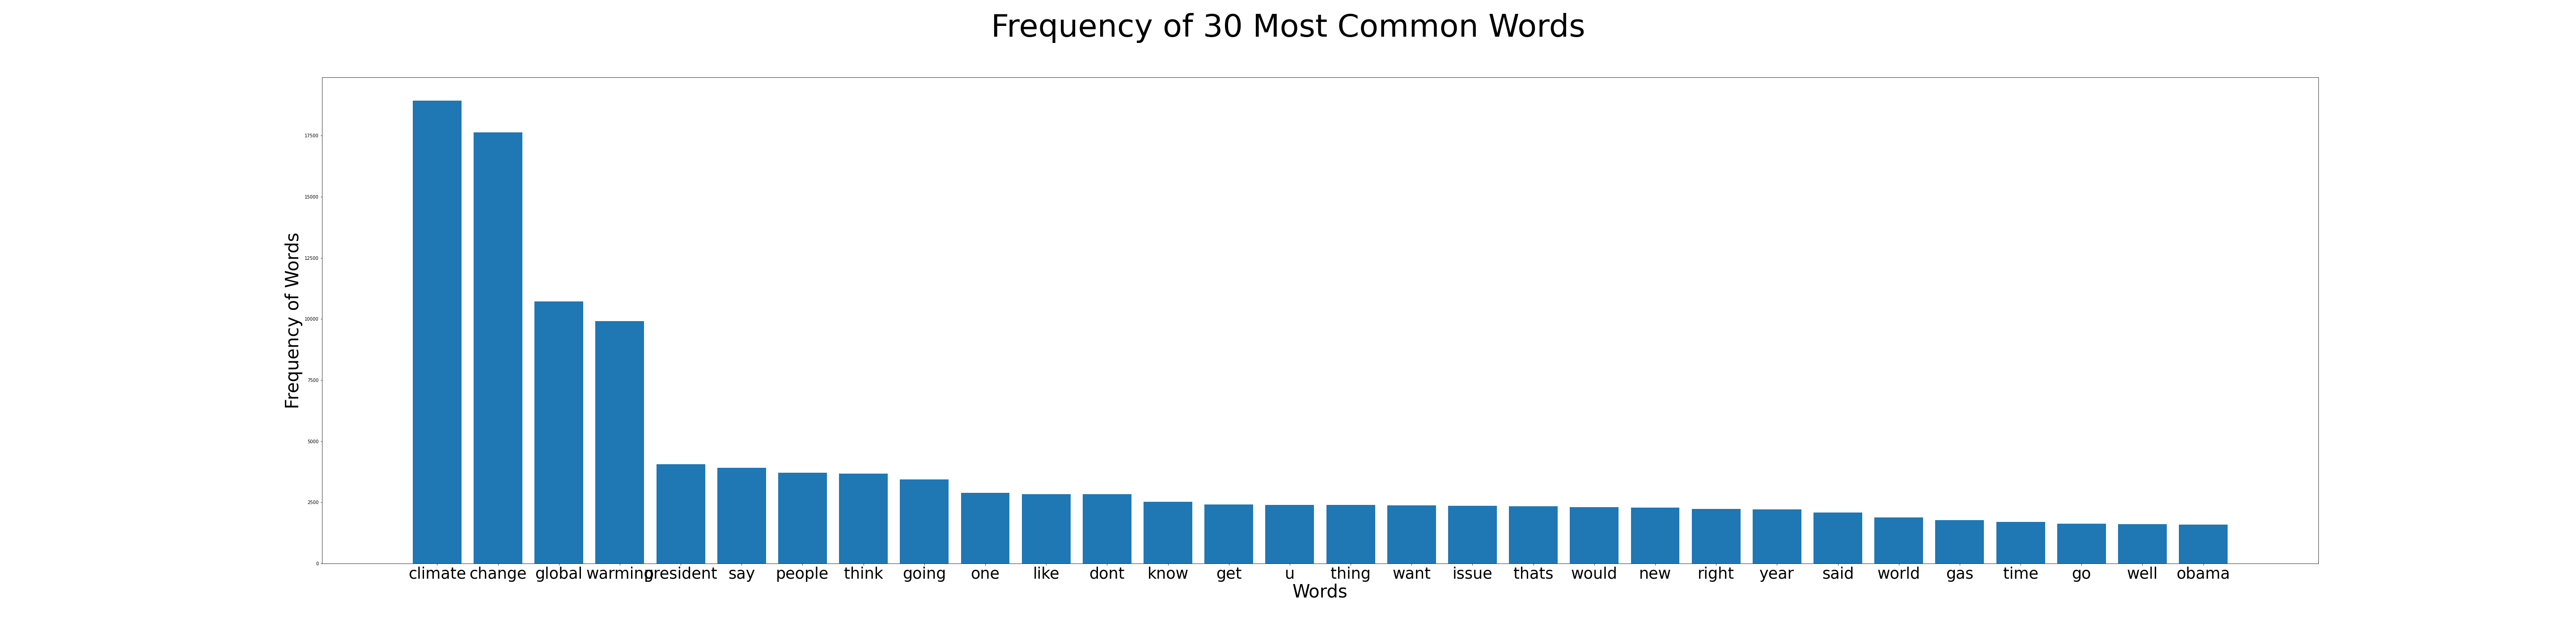 Frequency of 30 Most Common Words
Frequency of Words
17500
15000
12500
10000
7500
5000
2500
0
climate change global warming president say people think going one like dont know get u thing want issue thats would new right year said world gas time go well obama
Words